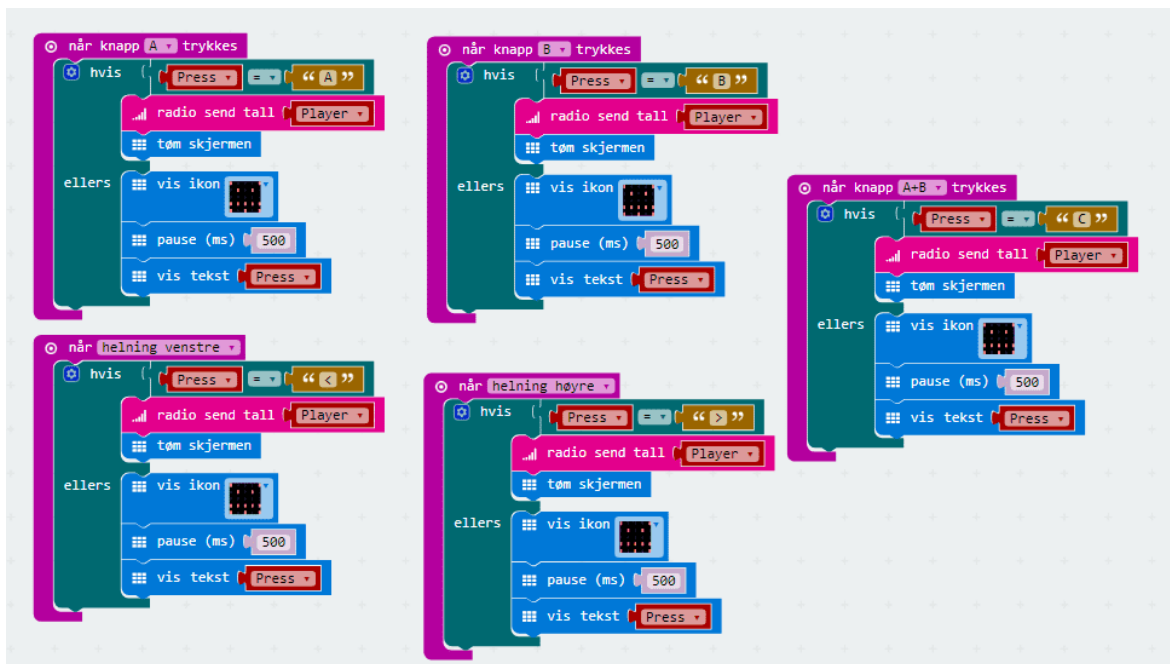 når knapp A trykkes
hvis Press = “ A ”
radio send tall Player
tøm skjermen
ellers vis ikon
pause (ms) 500
vis tekst Press
når knapp B trykkes
hvis Press = “ B ”
radio send tall Player
tøm skjermen
ellers vis ikon
pause (ms) 500
vis tekst Press
når knapp A+B trykkes
hvis Press = “ C ”
radio send tall Player
tøm skjermen
ellers vis ikon
pause (ms) 500
vis tekst Press
når helning venstre
hvis Press = “ < ”
radio send tall Player
tøm skjermen
ellers vis ikon
pause (ms) 500
vis tekst Press
når helning høyre
hvis Press = “ > ”
radio send tall Player
tøm skjermen
ellers vis ikon
pause (ms) 500
vis tekst Press